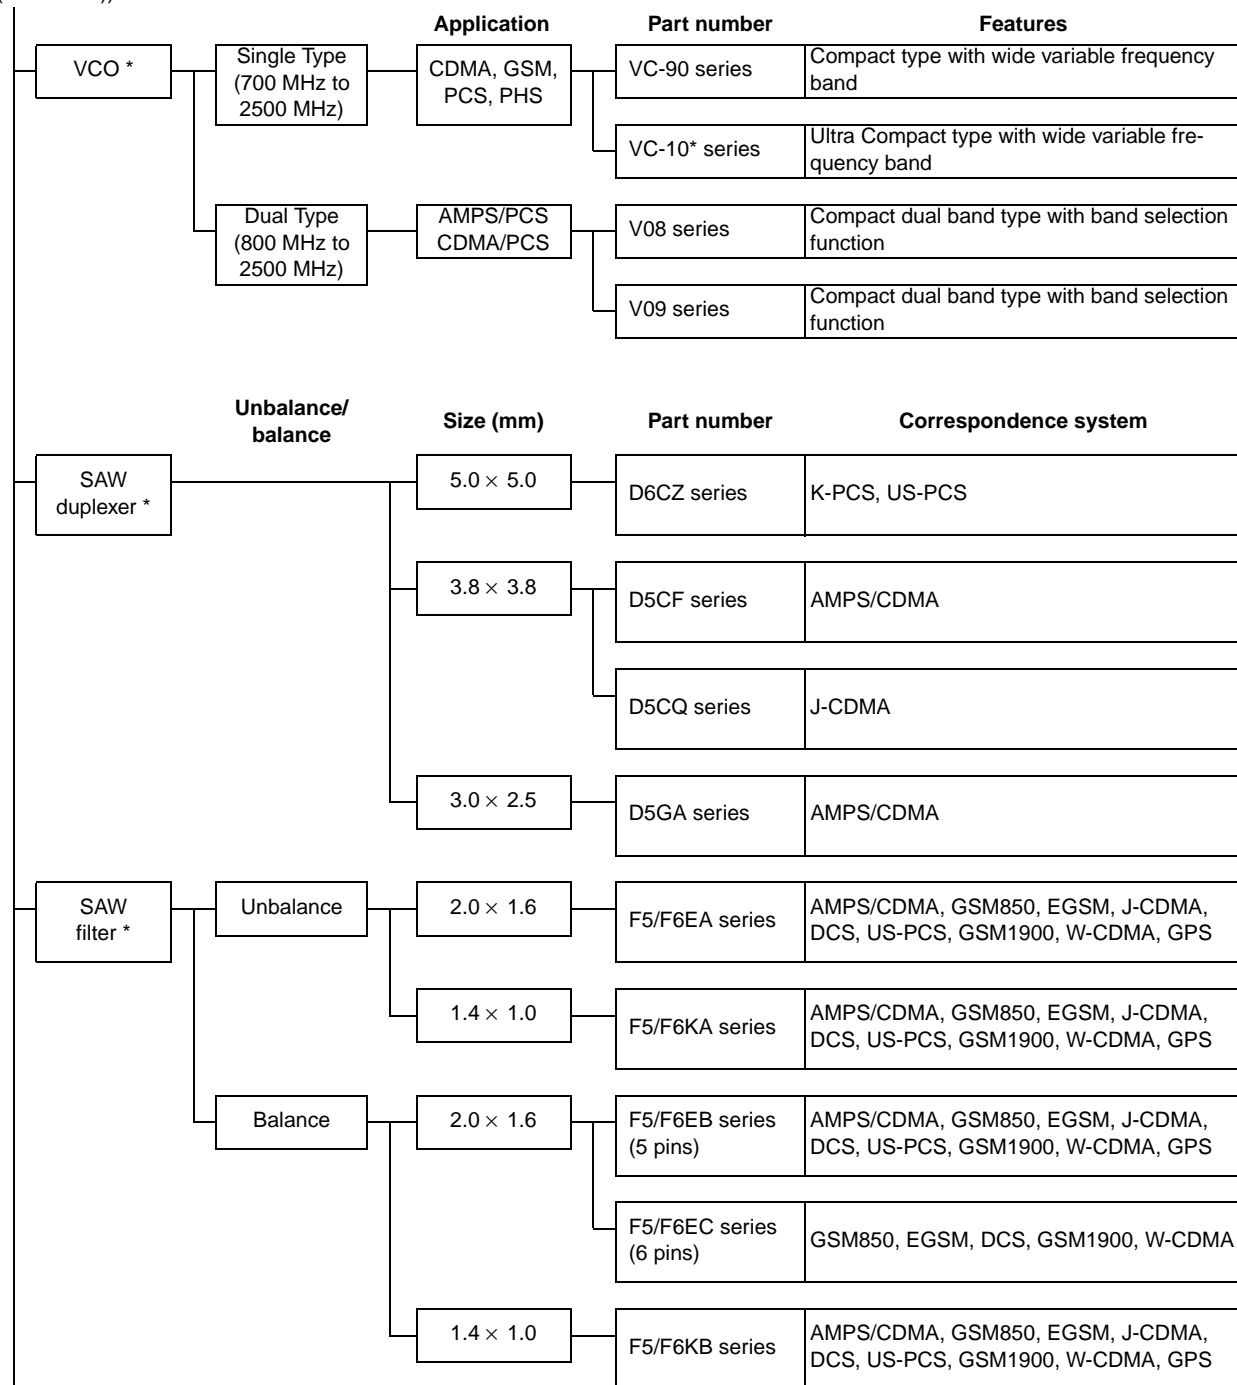 Application Part number Features
VCO *
Single Type
(700 MHz to
2500 MHz)
CDMA, GSM,
PCS, PHS
VC-90 series
Compact type with wide variable frequency
band
VC-10* series
Ultra Compact type with wide variable fre-
quency band
Dual Type
(800 MHz to
2500 MHz)
AMPS/PCS
CDMA/PCS
V08 series
Compact dual band type with band selection
function
V09 series
Compact dual band type with band selection
function
Unbalance/
balance
Size (mm) Part number Correspondence system
SAW
duplexer *
5.0 × 5.0
D6CZ series
K-PCS, US-PCS
3.8 × 3.8
D5CF series
AMPS/CDMA
D5CQ series
J-CDMA
3.0 × 2.5
D5GA series
AMPS/CDMA
SAW
filter *
Unbalance
2.0 × 1.6
F5/F6EA series
AMPS/CDMA, GSM850, EGSM, J-CDMA,
DCS, US-PCS, GSM1900, W-CDMA, GPS
1.4 × 1.0
F5/F6KA series
AMPS/CDMA, GSM850, EGSM, J-CDMA,
DCS, US-PCS, GSM1900, W-CDMA, GPS
Balance
2.0 × 1.6
F5/F6EB series
(5 pins)
AMPS/CDMA, GSM850, EGSM, J-CDMA,
DCS, US-PCS, GSM1900, W-CDMA, GPS
F5/F6EC series
(6 pins)
GSM850, EGSM, DCS, GSM1900, W-CDMA
1.4 × 1.0
F5/F6KB series
AMPS/CDMA, GSM850, EGSM, J-CDMA,
DCS, US-PCS, GSM1900, W-CDMA, GPS